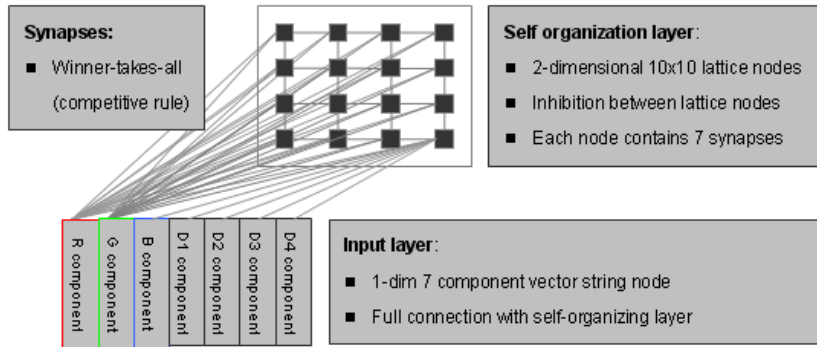 Synapses:
■ Winner-takes-all
(competitive rule)
Self organization layer:
■ 2-dimensional 10x10 lattice nodes
■ Inhibition between lattice nodes
■ Each node contains 7 synapses
R component
G component
B component
D1 component
D2 component
D3 component
D4 component
Input layer:
■ 1-dim 7 component vector string node
■ Full connection with self-organizing layer